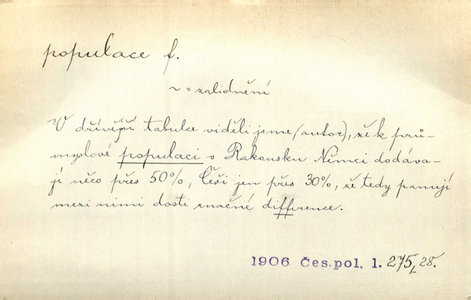 populace f.
~ = zalidnění
W dřívější tabulce viděli jsme (autor), že k prů-
myslové populaci v Rakousku Němci dodáva-
jí něco přes 50%, Češi jen přes 30%, že tedy panují
mezi nimi dosti značné difference.
1906 Čes. pol. 1. 275, 28.